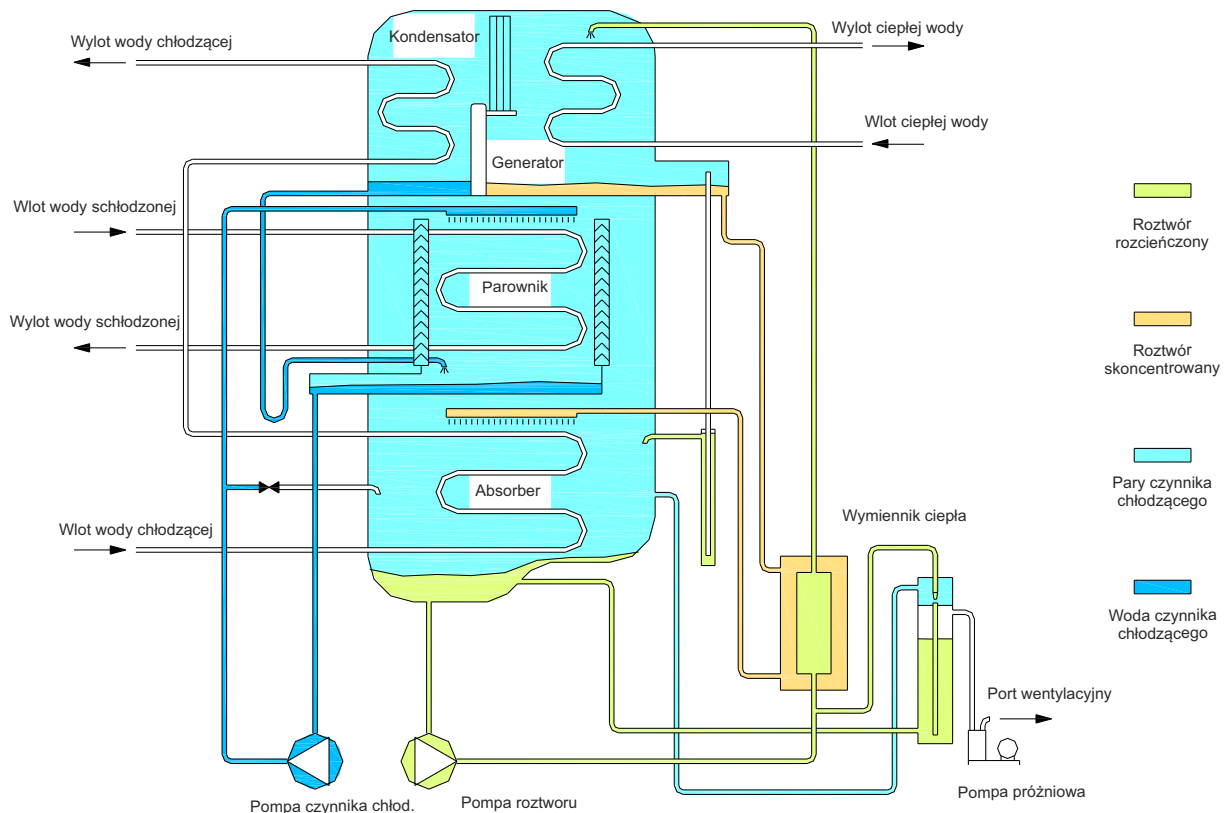 Wylot wody chłodzącej
Kondensator
Wylot ciepłej wody
Wlot ciepłej wody
Generator
Wlot wody schłodzonej
Parownik
Wylot wody schłodzonej
Absorber
Wlot wody chłodzącej
Wymiennik ciepła
Port wentylacyjny
Pompa czynnika chłod.
Pompa roztworu
Pompa próżniowa
Roztwór
rozcieńczony
Roztwór
skoncentrowany
Pary czynnika
chłodzącego
Woda czynnika
chłodzącego